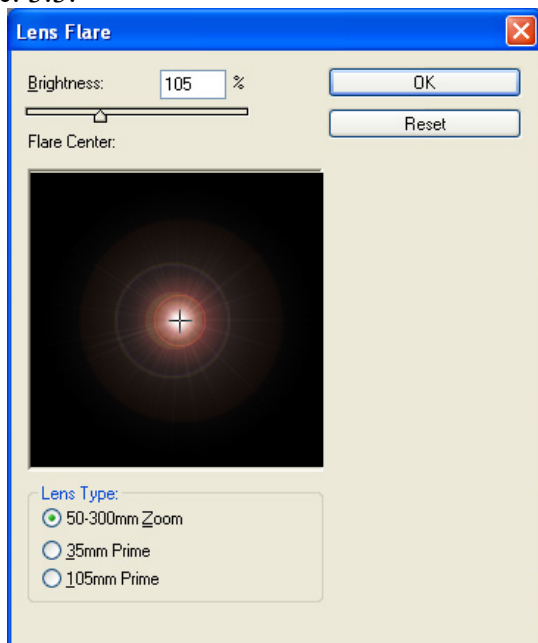 Lens Flare
Brightness: 105 %
OK
Reset
Flare Center:
Lens Type:
50-300mm Zoom
35mm Prime
105mm Prime